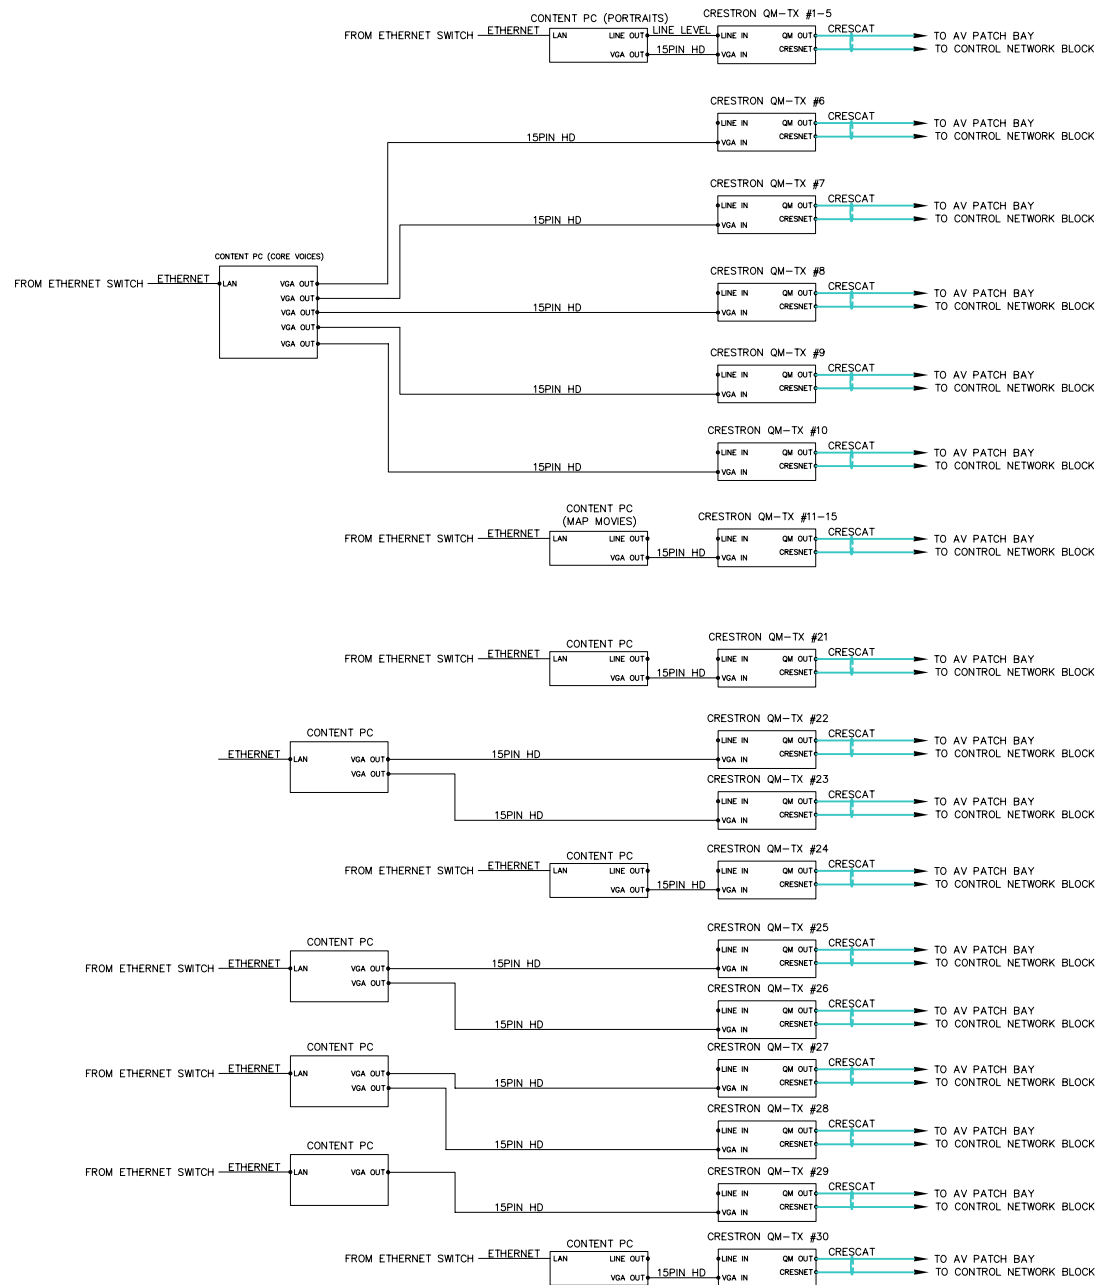 CONTENT PC (PORTRAITS)
CRESTRON QM-TX #1-5
FROM ETHERNET SWITCH
ETHERNET
LAN
LINE OUT
LINE LEVEL
LINE IN
QM OUT
CRESCAT
TO AV PATCH BAY
VGA OUT
15PIN HD
VGA IN
CRESNET
TO CONTROL NETWORK BLOCK
CRESTRON QM-TX #6
LINE IN
QM OUT
CRESCAT
TO AV PATCH BAY
15PIN HD
VGA IN
CRESNET
TO CONTROL NETWORK BLOCK
CRESTRON QM-TX #7
LINE IN
QM OUT
CRESCAT
TO AV PATCH BAY
15PIN HD
VGA IN
CRESNET
TO CONTROL NETWORK BLOCK
CONTENT PC (CORE VOICES)
FROM ETHERNET SWITCH
ETHERNET
LAN
VGA OUT
VGA OUT
VGA OUT
VGA OUT
VGA OUT
CRESTRON QM-TX #8
LINE IN
QM OUT
CRESCAT
TO AV PATCH BAY
15PIN HD
VGA IN
CRESNET
TO CONTROL NETWORK BLOCK
CRESTRON QM-TX #9
LINE IN
QM OUT
CRESCAT
TO AV PATCH BAY
15PIN HD
VGA IN
CRESNET
TO CONTROL NETWORK BLOCK
CRESTRON QM-TX #10
LINE IN
QM OUT
CRESCAT
TO AV PATCH BAY
15PIN HD
VGA IN
CRESNET
TO CONTROL NETWORK BLOCK
CONTENT PC
(MAP MOVIES)
CRESTRON QM-TX #11-15
FROM ETHERNET SWITCH
ETHERNET
LAN
LINE OUT
LINE IN
QM OUT
CRESCAT
TO AV PATCH BAY
VGA OUT
15PIN HD
VGA IN
CRESNET
TO CONTROL NETWORK BLOCK
CONTENT PC
CRESTRON QM-TX #21
FROM ETHERNET SWITCH
ETHERNET
LAN
LINE OUT
LINE IN
QM OUT
CRESCAT
TO AV PATCH BAY
VGA OUT
15PIN HD
VGA IN
CRESNET
TO CONTROL NETWORK BLOCK
CONTENT PC
CRESTRON QM-TX #22
ETHERNET
LAN
VGA OUT
VGA OUT
LINE IN
QM OUT
CRESCAT
TO AV PATCH BAY
15PIN HD
VGA IN
CRESNET
TO CONTROL NETWORK BLOCK
CRESTRON QM-TX #23
LINE IN
QM OUT
CRESCAT
TO AV PATCH BAY
15PIN HD
VGA IN
CRESNET
TO CONTROL NETWORK BLOCK
CONTENT PC
CRESTRON QM-TX #24
FROM ETHERNET SWITCH
ETHERNET
LAN
LINE OUT
LINE IN
QM OUT
CRESCAT
TO AV PATCH BAY
VGA OUT
15PIN HD
VGA IN
CRESNET
TO CONTROL NETWORK BLOCK
CONTENT PC
CRESTRON QM-TX #25
FROM ETHERNET SWITCH
ETHERNET
LAN
VGA OUT
VGA OUT
LINE IN
QM OUT
CRESCAT
TO AV PATCH BAY
15PIN HD
VGA IN
CRESNET
TO CONTROL NETWORK BLOCK
CRESTRON QM-TX #26
LINE IN
QM OUT
CRESCAT
TO AV PATCH BAY
15PIN HD
VGA IN
CRESNET
TO CONTROL NETWORK BLOCK
CONTENT PC
CRESTRON QM-TX #27
FROM ETHERNET SWITCH
ETHERNET
LAN
VGA OUT
VGA OUT
LINE IN
QM OUT
CRESCAT
TO AV PATCH BAY
15PIN HD
VGA IN
CRESNET
TO CONTROL NETWORK BLOCK
CRESTRON QM-TX #28
LINE IN
QM OUT
CRESCAT
TO AV PATCH BAY
15PIN HD
VGA IN
CRESNET
TO CONTROL NETWORK BLOCK
CONTENT PC
CRESTRON QM-TX #29
FROM ETHERNET SWITCH
ETHERNET
LAN
VGA OUT
LINE IN
QM OUT
CRESCAT
TO AV PATCH BAY
15PIN HD
VGA IN
CRESNET
TO CONTROL NETWORK BLOCK
CONTENT PC
CRESTRON QM-TX #30
FROM ETHERNET SWITCH
ETHERNET
LAN
LINE OUT
LINE IN
QM OUT
CRESCAT
TO AV PATCH BAY
VGA OUT
15PIN HD
VGA IN
CRESNET
TO CONTROL NETWORK BLOCK